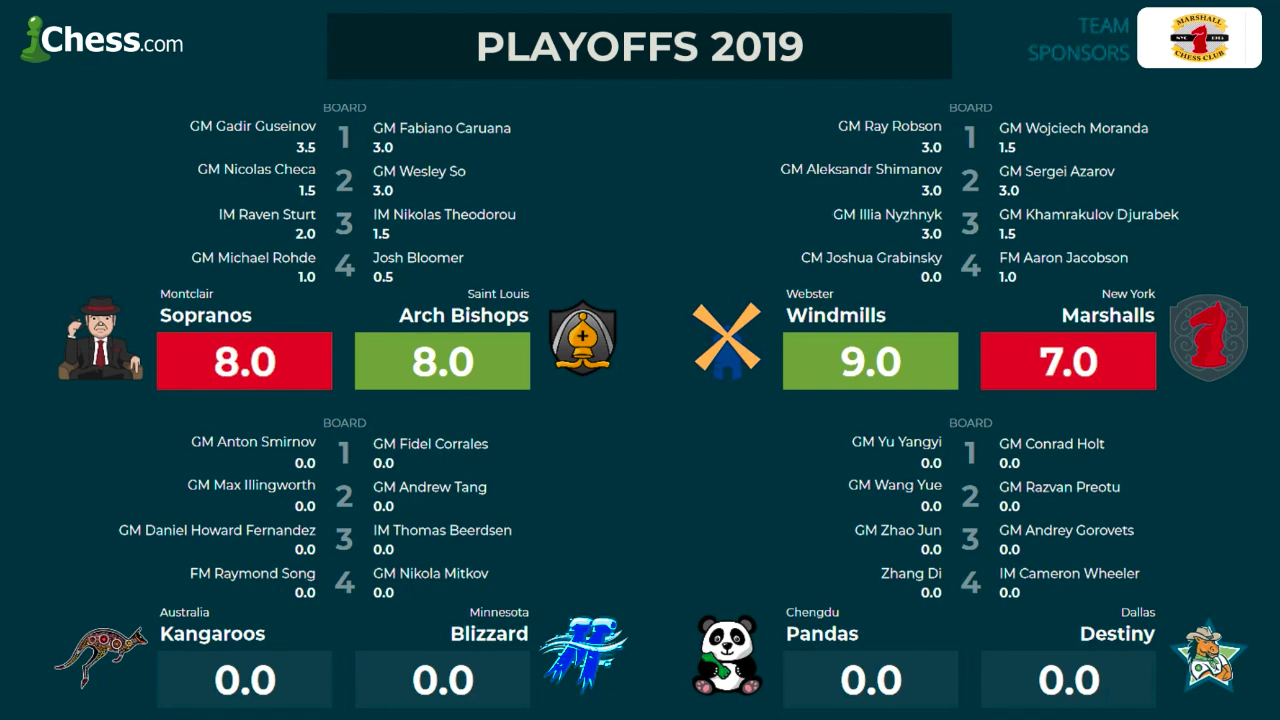 Chess.com
PLAYOFFS 2019
TEAM
SPONSORS
MARSHALL
NYC 1915
CHESS CLUB
BOARD
GM Gadir Guseinov 1 GM Fabiano Caruana
3.5 3.0
GM Nicolas Checa 2 GM Wesley So
1.5 3.0
IM Raven Sturt 3 IM Nikolas Theodorou
2.0 1.5
GM Michael Rohde 4 Josh Bloomer
1.0 0.5
Montclair Saint Louis
Sopranos Arch Bishops
8.0 8.0
BOARD
GM Ray Robson 1 GM Wojciech Moranda
3.0 1.5
GM Aleksandr Shimanov 2 GM Sergei Azarov
3.0 3.0
GM Illia Nyzhnyk 3 GM Khamrakulov Djurabek
3.0 1.5
CM Joshua Grabinsky 4 FM Aaron Jacobson
0.0 1.0
Webster New York
Windmills Marshalls
9.0 7.0
BOARD
GM Anton Smirnov 1 GM Fidel Corrales
0.0 0.0
GM Max Illingworth 2 GM Andrew Tang
0.0 0.0
GM Daniel Howard Fernandez 3 IM Thomas Beerdsen
0.0 0.0
FM Raymond Song 4 GM Nikola Mitkov
0.0 0.0
Australia Minnesota
Kangaroos Blizzard
0.0 0.0
BOARD
GM Yu Yangyi 1 GM Conrad Holt
0.0 0.0
GM Wang Yue 2 GM Razvan Preotu
0.0 0.0
GM Zhao Jun 3 GM Andrey Gorovets
0.0 0.0
Zhang Di 4 IM Cameron Wheeler
0.0 0.0
Chengdu Dallas
Pandas Destiny
0.0 0.0